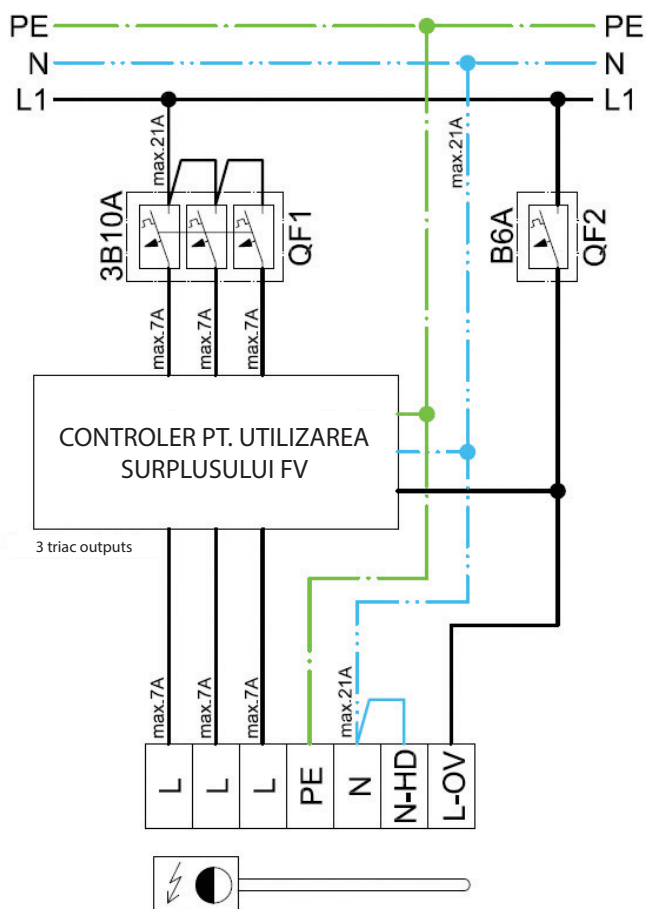 PE PE
N N
L1 L1
max.21A max.21A
3B10A QF1 B6A QF2
max.7A max.7A max.7A
CONTROLER PT. UTILIZAREA
SURPLUSULUI FV
3 triac outputs
max.7A max.7A max.7A max.21A
L L L PE N N-HD L-OV